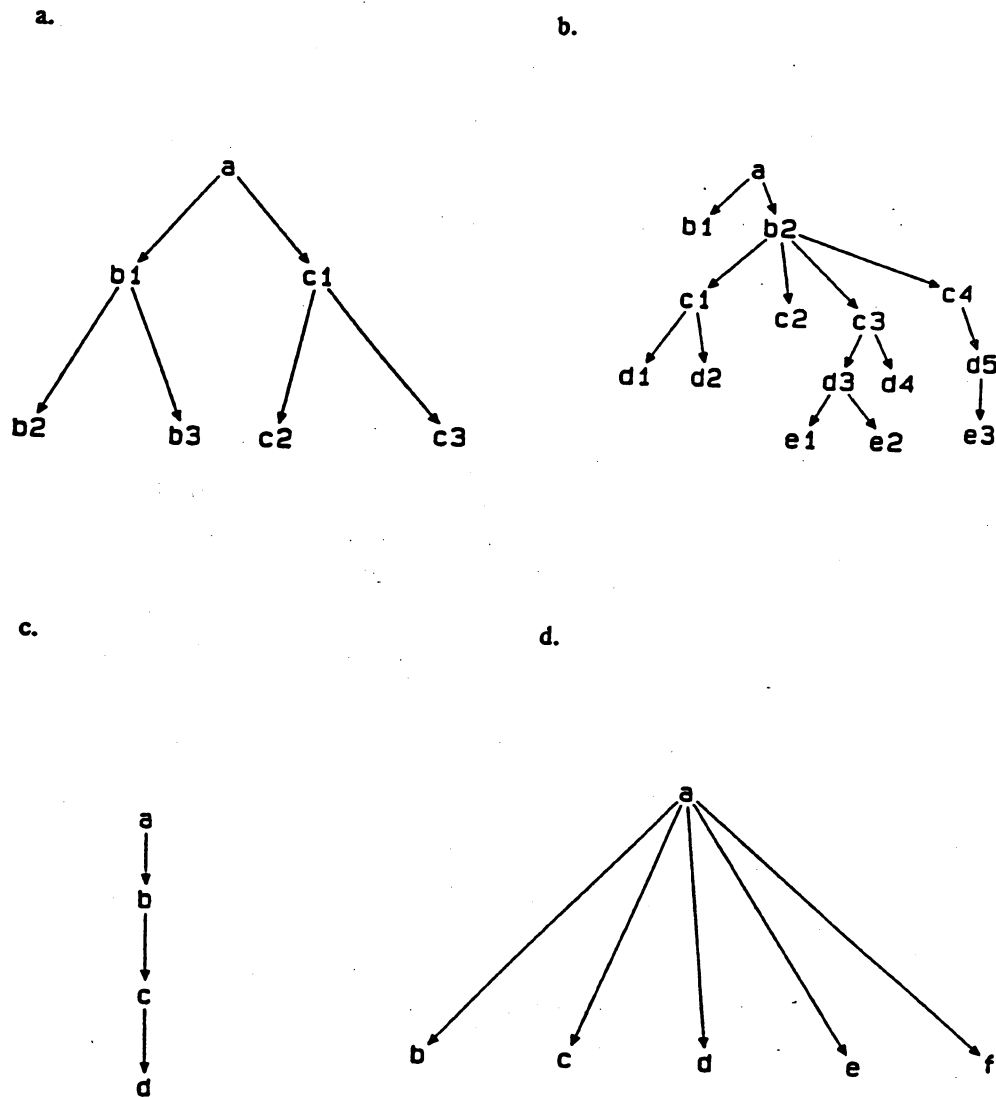 a.
a
b1 c1
b2 b3 c2 c3
b.
a
b1 b2
c1 c2 c3 c4
d1 d2 d3 d4 d5
e1 e2 e3
c.
a
b
c
d
d.
a
b c d e f